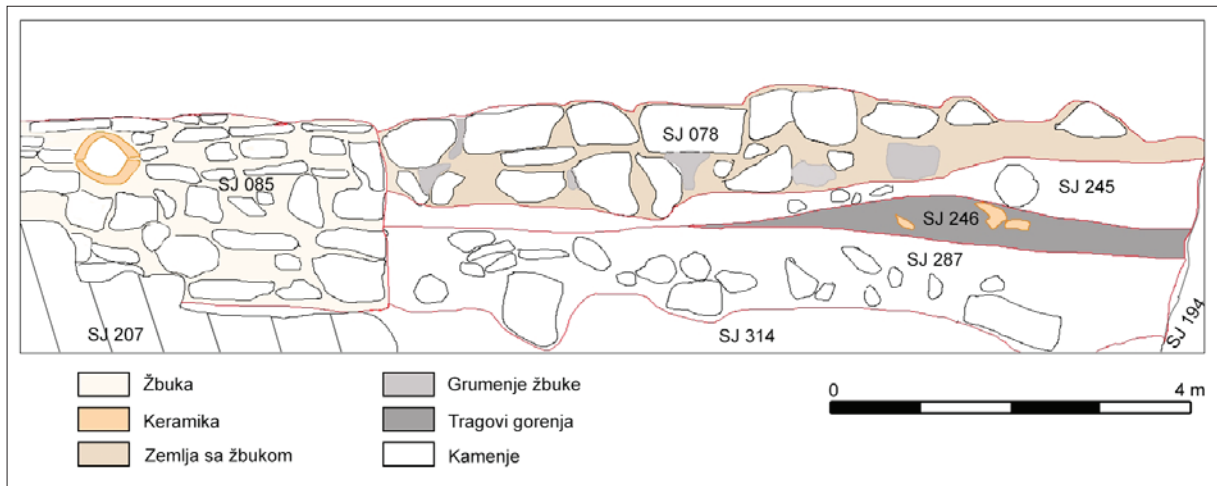 SJ 078
SJ 085
SJ 245
SJ 246
SJ 287
SJ 207
SJ 314
SJ 194
Žbuka
Keramika
Zemlja sa žbukom
Grumenje žbuke
Tragovi gorenja
Kamenje
0 4 m